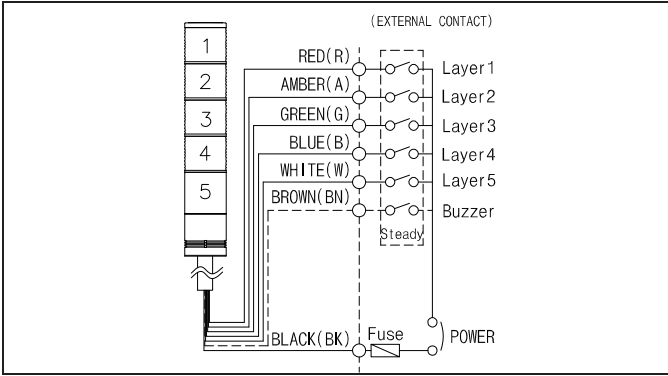 (EXTERNAL CONTACT)
1
2
3
4
5
RED(R)
Layer1
AMBER(A)
Layer2
GREEN(G)
Layer3
BLUE(B)
Layer4
WHITE(W)
Layer5
BROWN(BN)
Buzzer
Steady
BLACK(BK)
Fuse
POWER